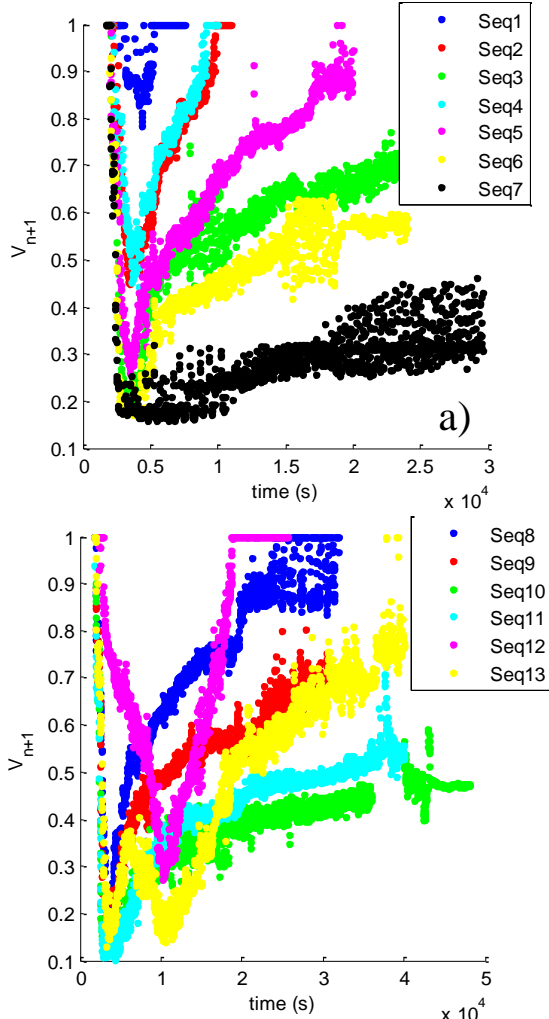 1
0.9
0.8
0.7
0.6
0.5
0.4
0.3
0.2
0.1
V n+1
0 0.5 1 1.5 2 2.5 3
time (s)
x 10^4
Seq1
Seq2
Seq3
Seq4
Seq5
Seq6
Seq7
a)
1
0.9
0.8
0.7
0.6
0.5
0.4
0.3
0.2
0.1
V n+1
0 1 2 3 4 5
time (s)
x 10^4
Seq8
Seq9
Seq10
Seq11
Seq12
Seq13